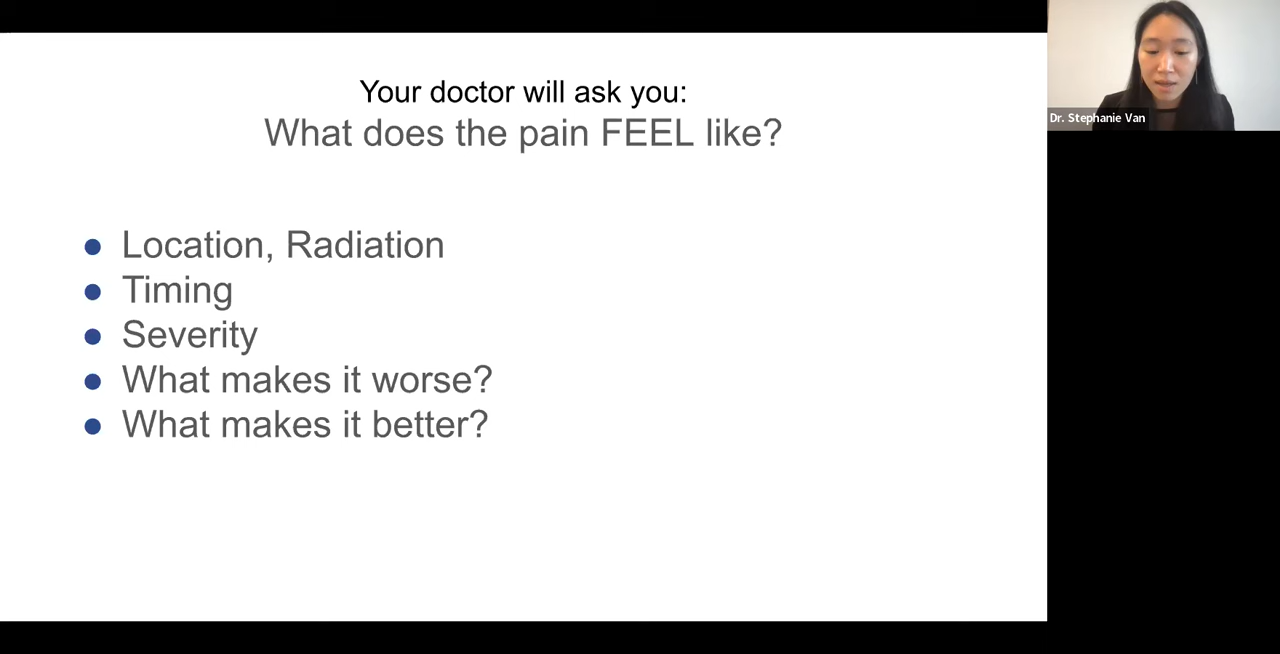 Your doctor will ask you:
What does the pain FEEL like?
● Location, Radiation
● Timing
● Severity
● What makes it worse?
● What makes it better?
Dr. Stephanie Van